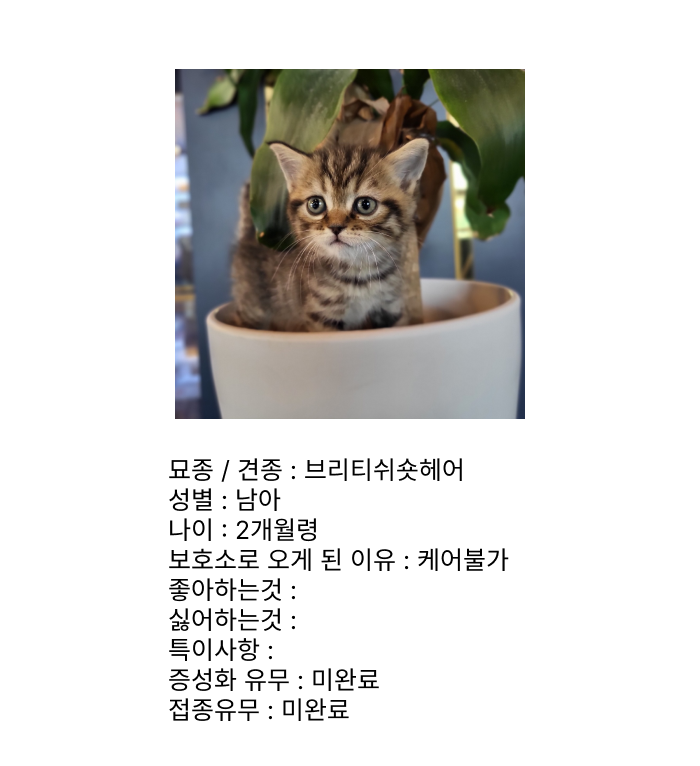 묘종 / 견종 : 브리티쉬숏헤어
성별 : 남아
나이 : 2개월령
보호소로 오게 된 이유 : 케어불가
좋아하는것 :
싫어하는것 :
특이사항 :
증성화 유무 : 미완료
접종유무 : 미완료